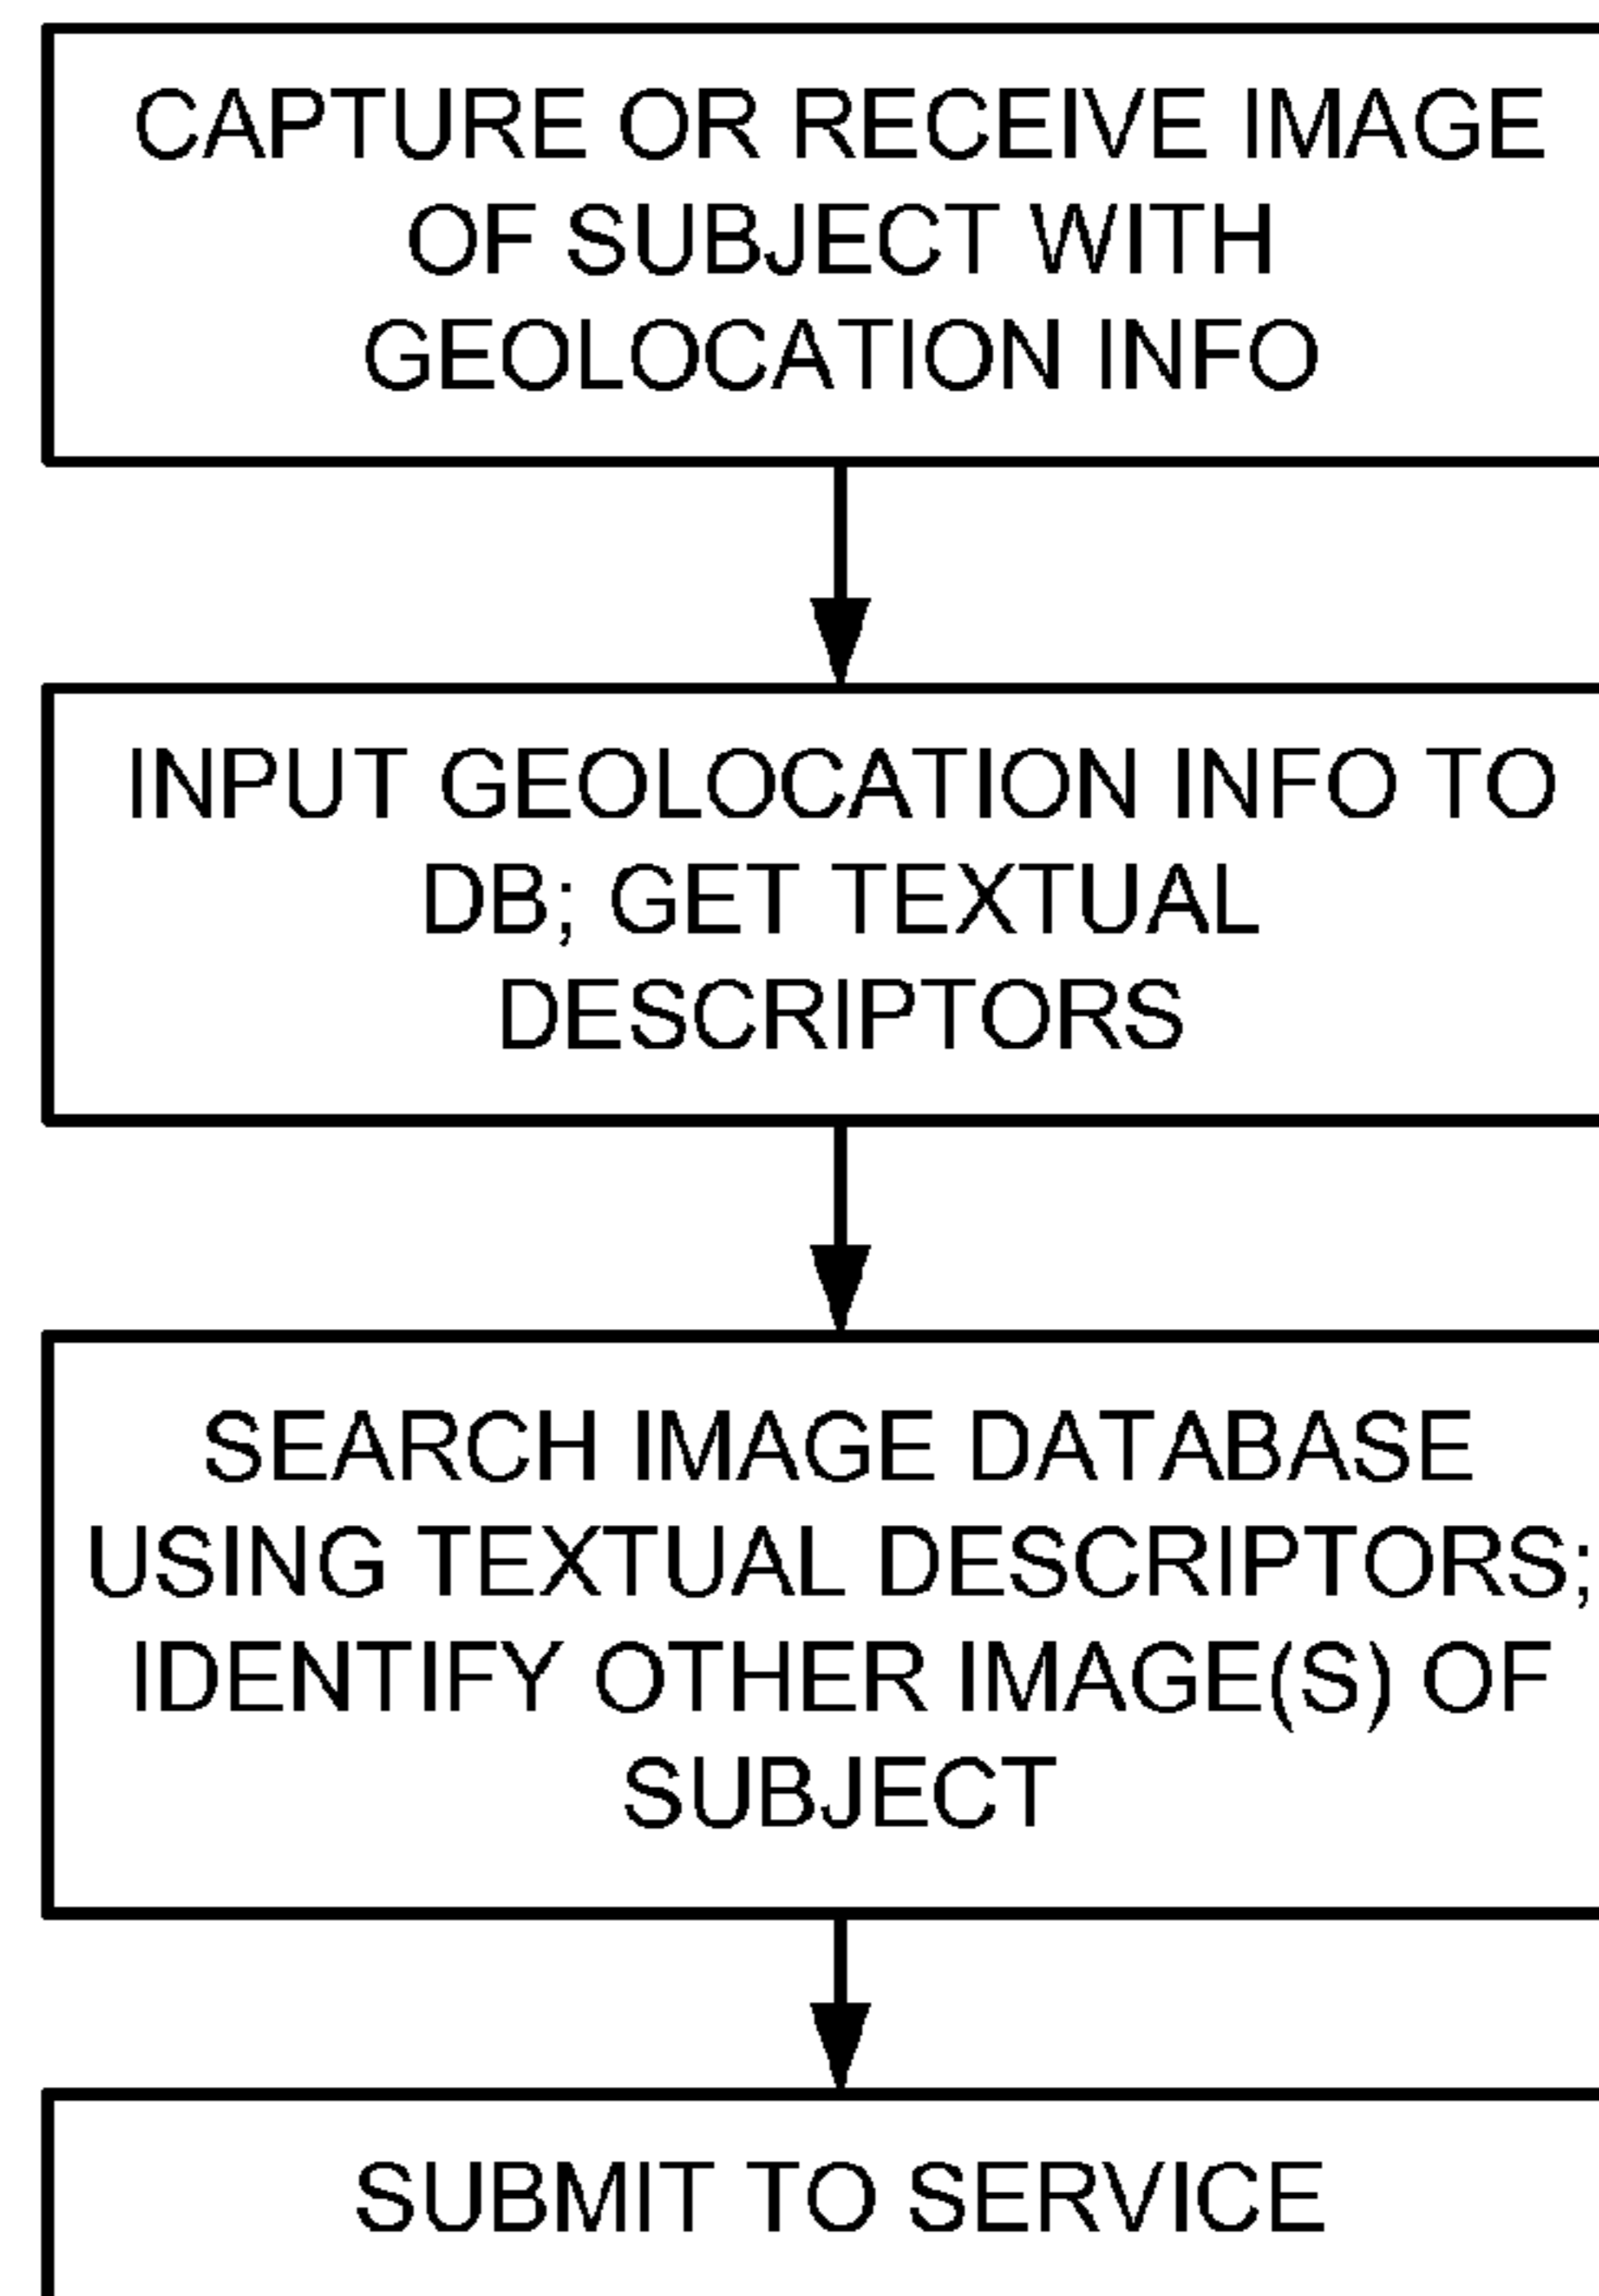 CAPTURE OR RECEIVE IMAGE
OF SUBJECT WITH
GEOLOCATION INFO
INPUT GEOLOCATION INFO TO
DB; GET TEXTUAL
DESCRIPTORS
SEARCH IMAGE DATABASE
USING TEXTUAL DESCRIPTORS;
IDENTIFY OTHER IMAGE(S) OF
SUBJECT
SUBMIT TO SERVICE